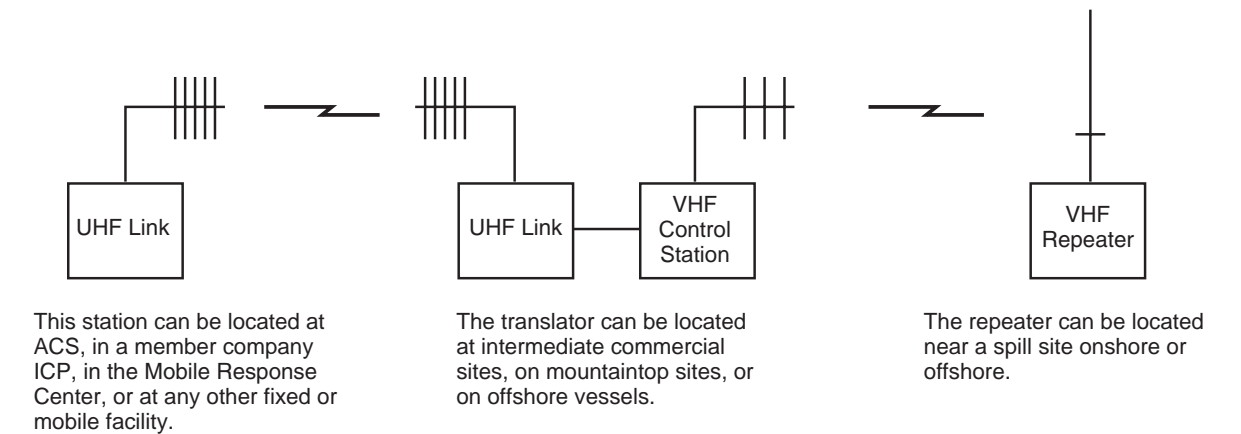 UHF Link
UHF Link
VHF
Control
Station
VHF
Repeater
This station can be located at
ACS, in a member company
ICP, in the Mobile Response
Center, or at any other fixed or
mobile facility.
The translator can be located
at intermediate commercial
sites, on mountaintop sites, or
on offshore vessels.
The repeater can be located
near a spill site onshore or
offshore.